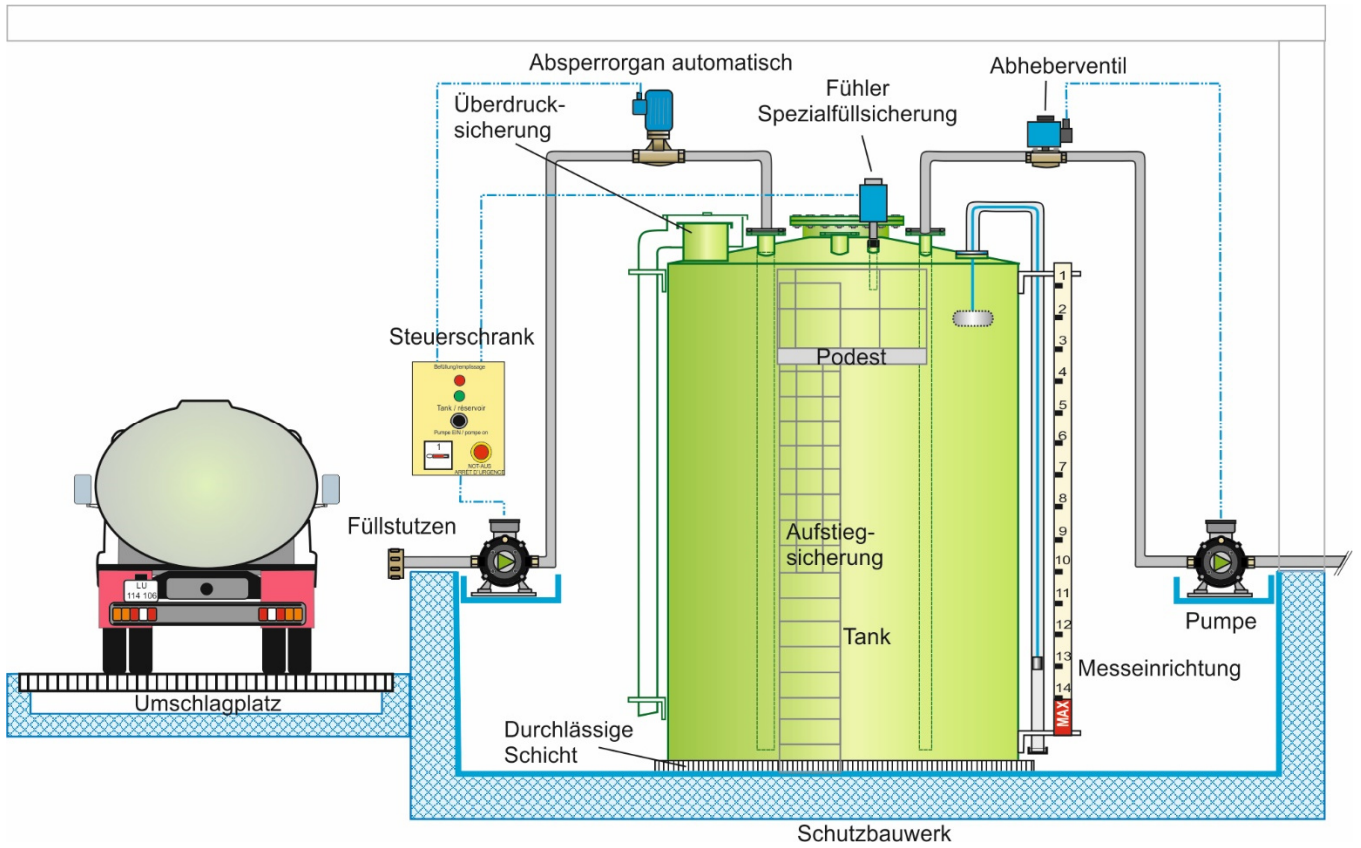 Absperrorgan automatisch
Abheberventil
Überdruck-
sicherung
Fühler
Spezialfüllsicherung
Steuerschrank
Befüllung/remplissage
Tank / réservoir
Pumpe EIN / pompe on
1
NOT-AUS
ARRÊT D'URGENCE
Podest
1
2
3
4
5
6
7
8
9
10
11
12
13
14
MAX
Füllstutzen
Aufstieg-
sicherung
LU
114 106
Pumpe
Tank
Messeinrichtung
Umschlagplatz
Durchlässige
Schicht
Schutzbauwerk